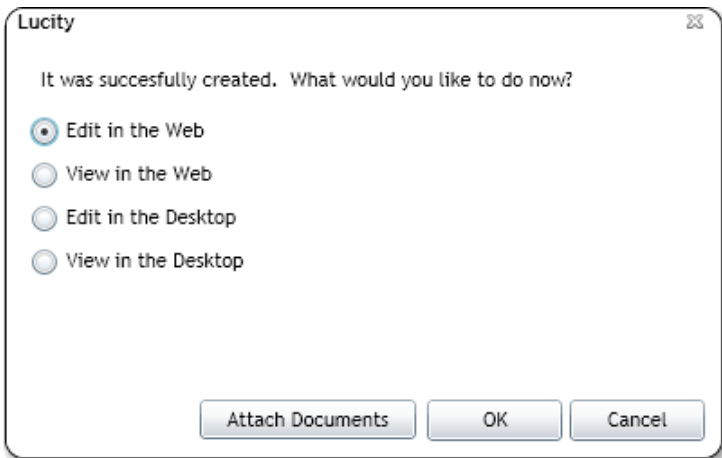 Lucity
It was succesfully created. What would you like to do now?
Edit in the Web
View in the Web
Edit in the Desktop
View in the Desktop
Attach Documents OK Cancel